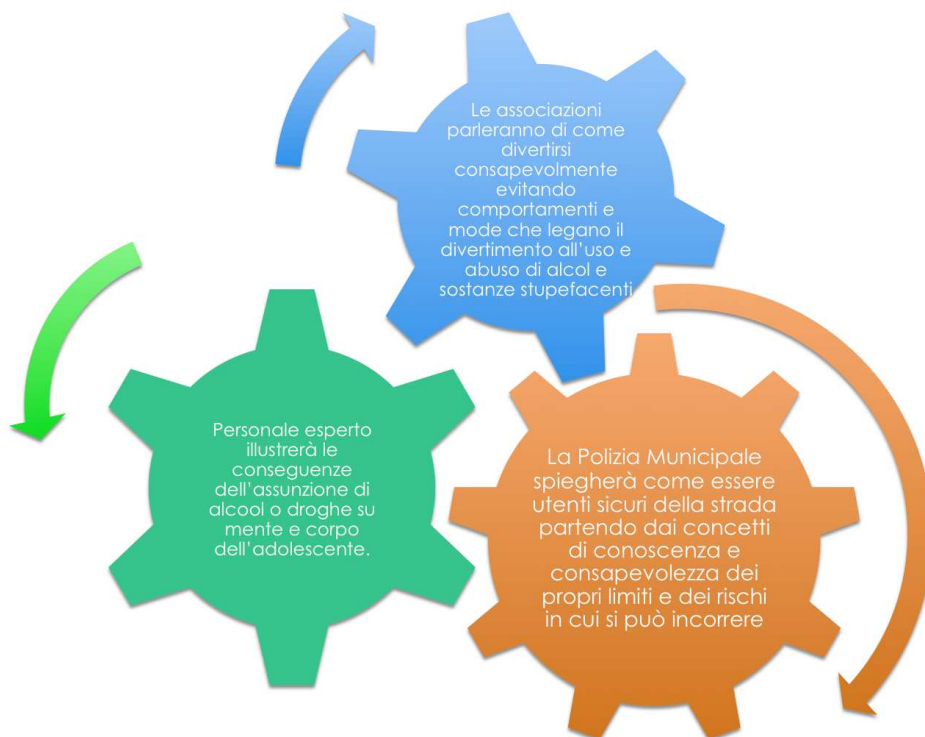 Le associazioni
parleranno di come
divertirsi
consapevolmente
evitando
comportamenti e
mode che legano il
divertimento all'uso e
abuso di alcol e
sostanze stupefacenti
Personale esperto
illustrerà le
conseguenze
dell'assunzione di
alcool o droghe su
mente e corpo
dell'adolescente.
La Polizia Municipale
spiegherà come essere
utenti sicuri della strada
partendo dai concetti
di conoscenza e
consapevolezza dei
propri limiti e dei rischi
in cui si può incorrere